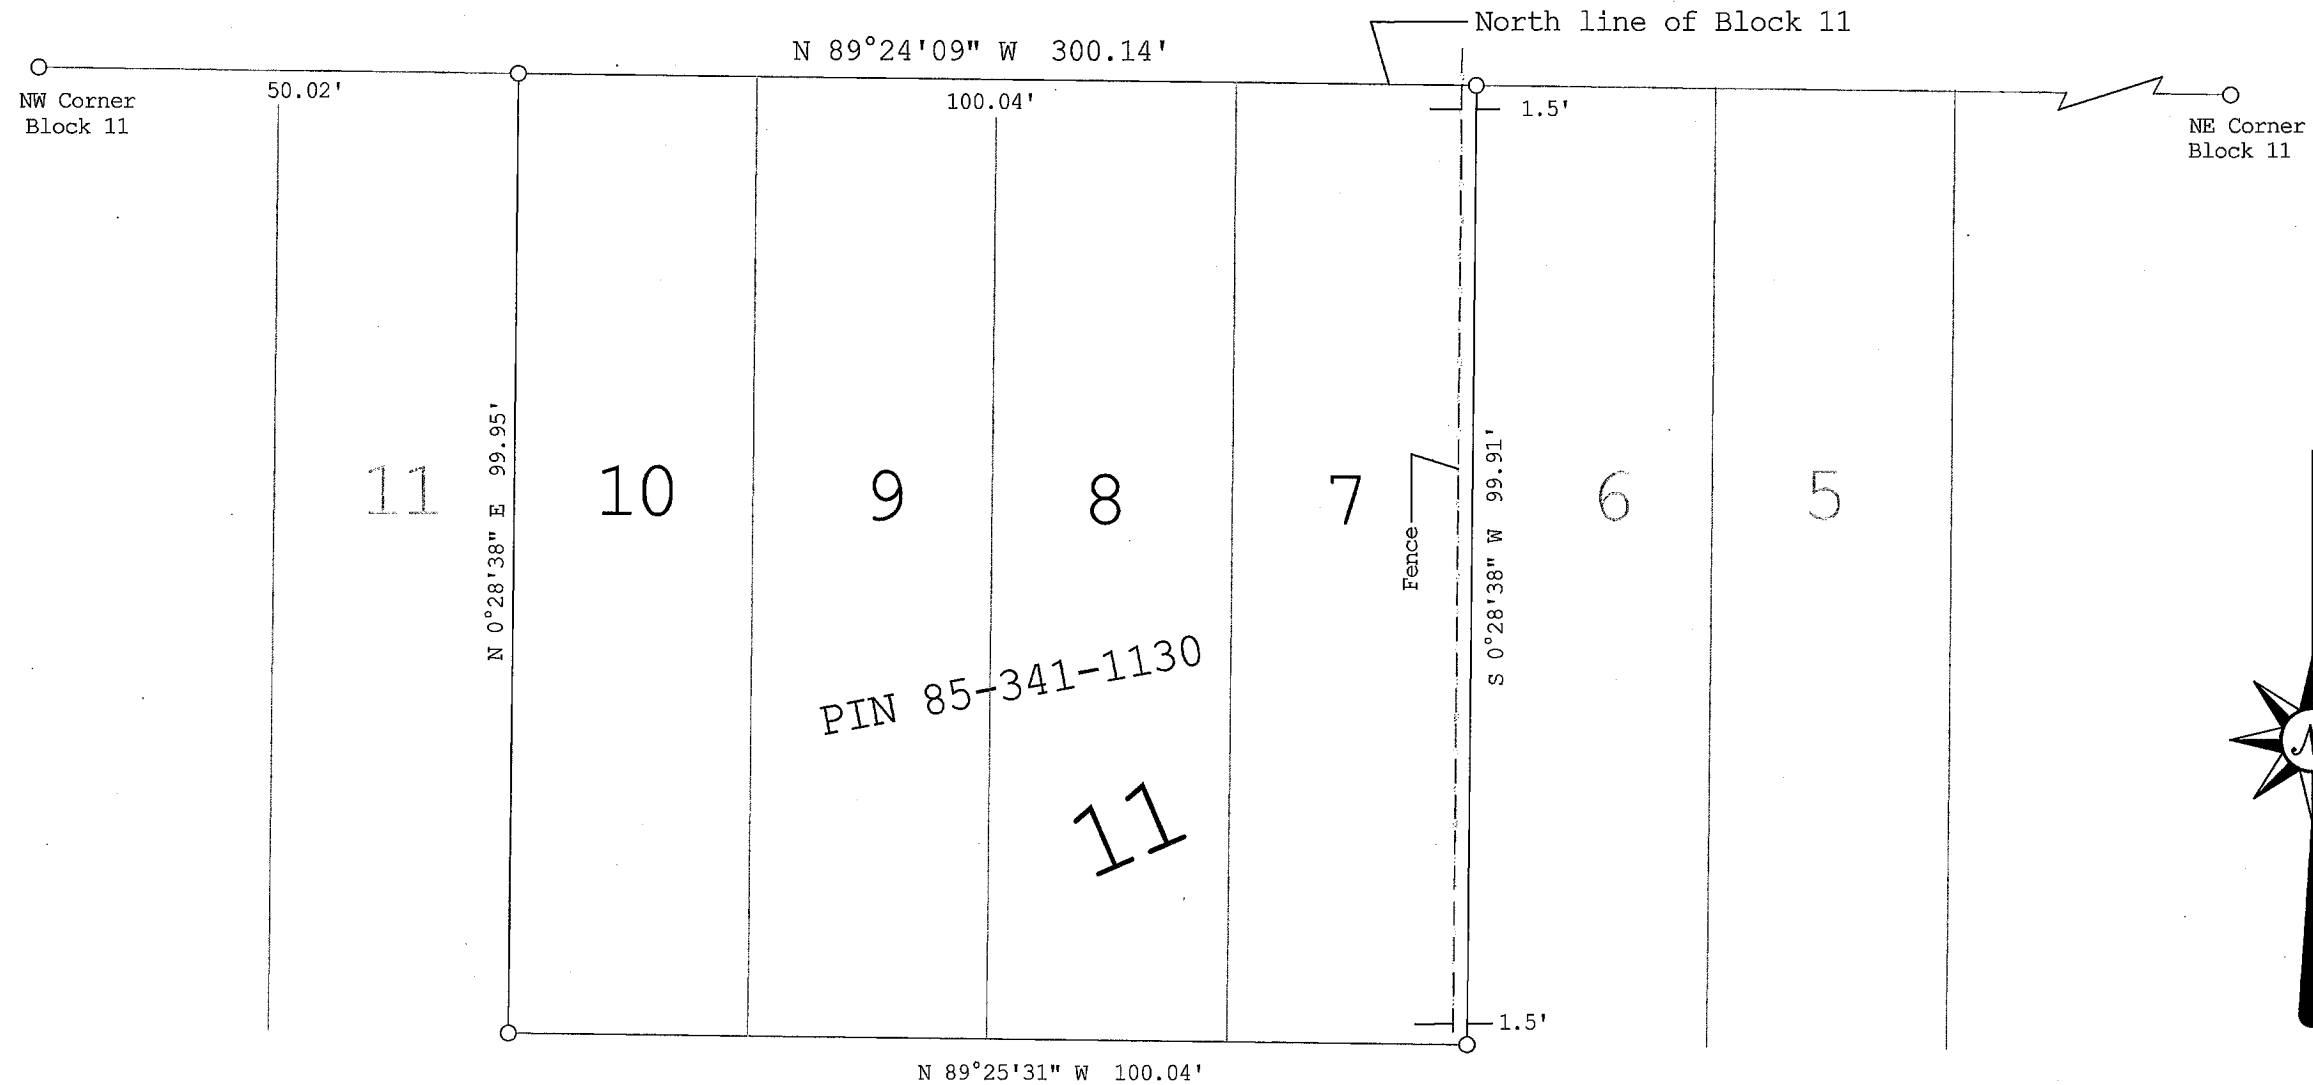 North line of Block 11
N 89°24'09" W 300.14'
50.02'
100.04'
1.5'
NW Corner
Block 11
NE Corner
Block 11
N 0°28'38" E 99.95'
11
10
9
8
7
6
5
Fence
S 0°28'38" W 99.91'
PIN 85-341-1130
11
1.5'
N 89°25'31" W 100.04'